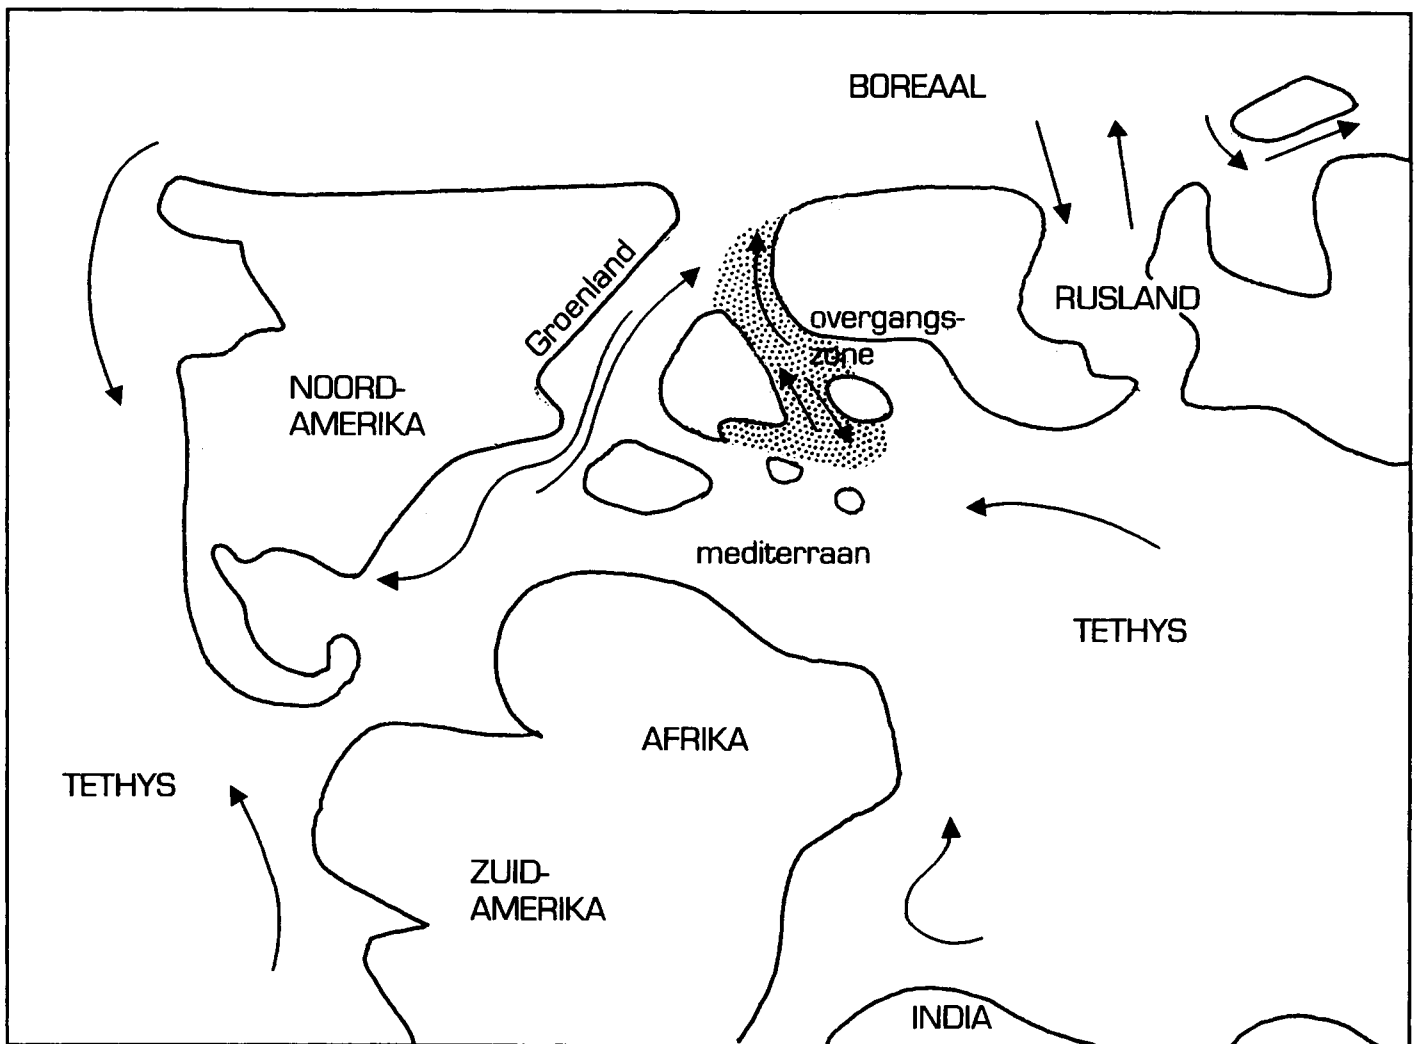 BOREAAL
Groenland
RUSLAND
overgangs-
zone
NOORD-
AMERIKA
mediterraan
TETHYS
AFRIKA
TETHYS
ZUID-
AMERIKA
INDIA